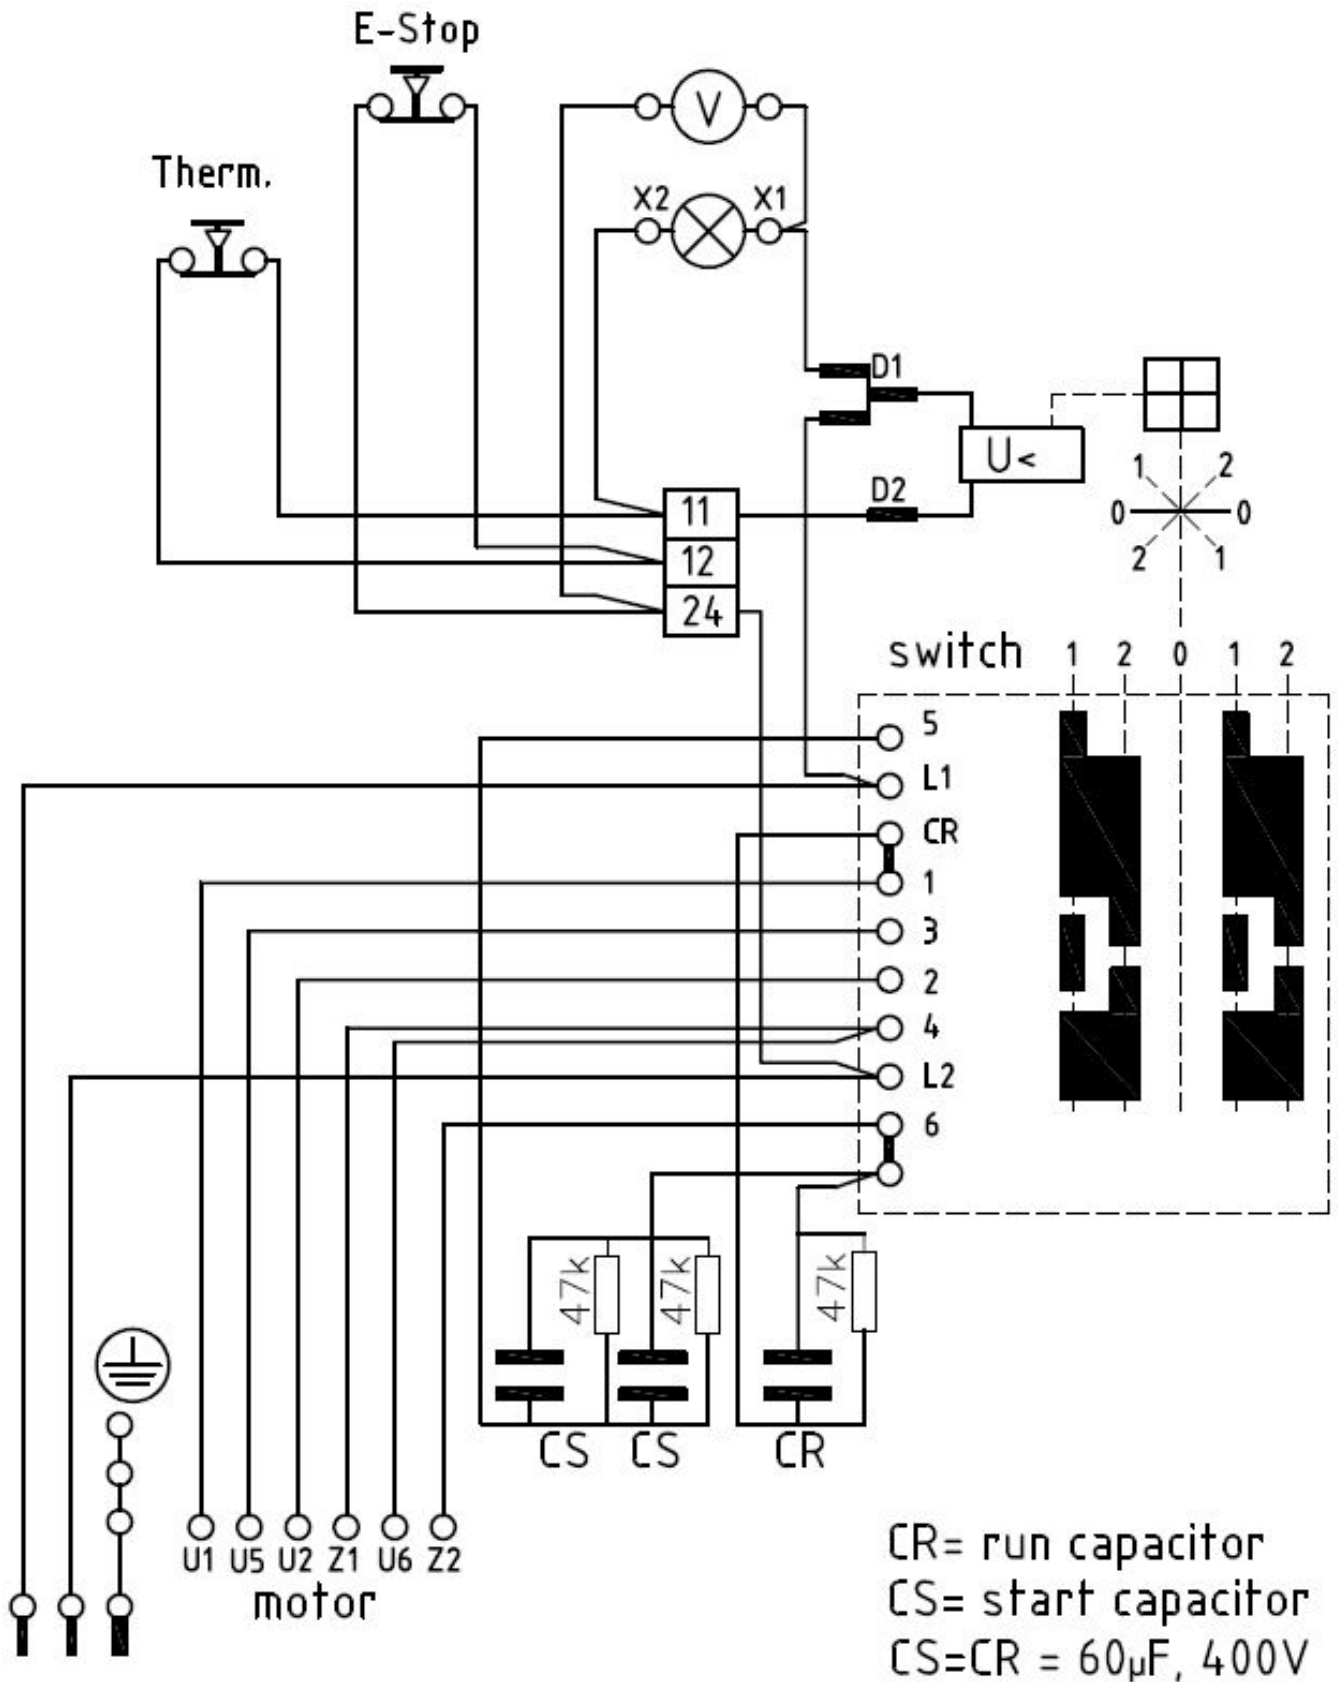 E-Stop
V
Therm.
X2 X1
D1
U<
1 2
0 0
2 1
D2
11
12
24
switch 1 2 0 1 2
5
L1
CR
1
3
2
4
L2
6
47k 47k 47k
CS CS CR
U1 U5 U2 Z1 U6 Z2
motor
CR= run capacitor
CS= start capacitor
CS=CR = 60µF, 400V